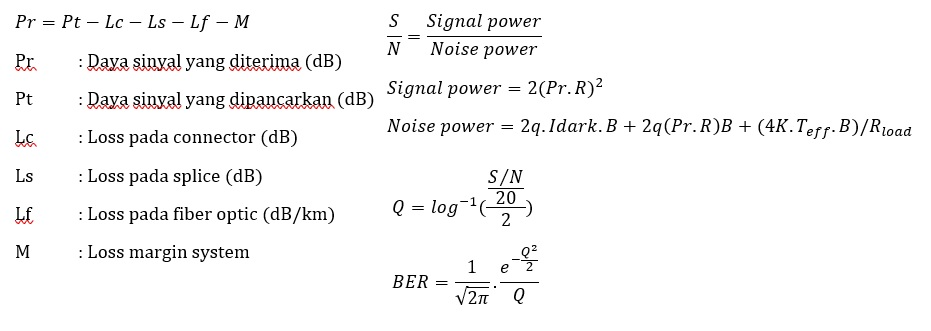 Pr = Pt − Lc − Ls − Lf − M
Pr : Daya sinyal yang diterima (dB)
Pt : Daya sinyal yang dipancarkan (dB)
Lc : Loss pada connector (dB)
Ls : Loss pada splice (dB)
Lf : Loss pada fiber optic (dB/km)
M : Loss margin system
S/N = Signal power / Noise power
Signal power = 2(Pr.R)²
Noise power = 2q.Idark.B + 2q(Pr.R)B + (4K.T_eff.B)/R_load
Q = log⁻¹(((S/N)/20)/2)
BER = 1/√2π . e^(−Q²/2)/Q